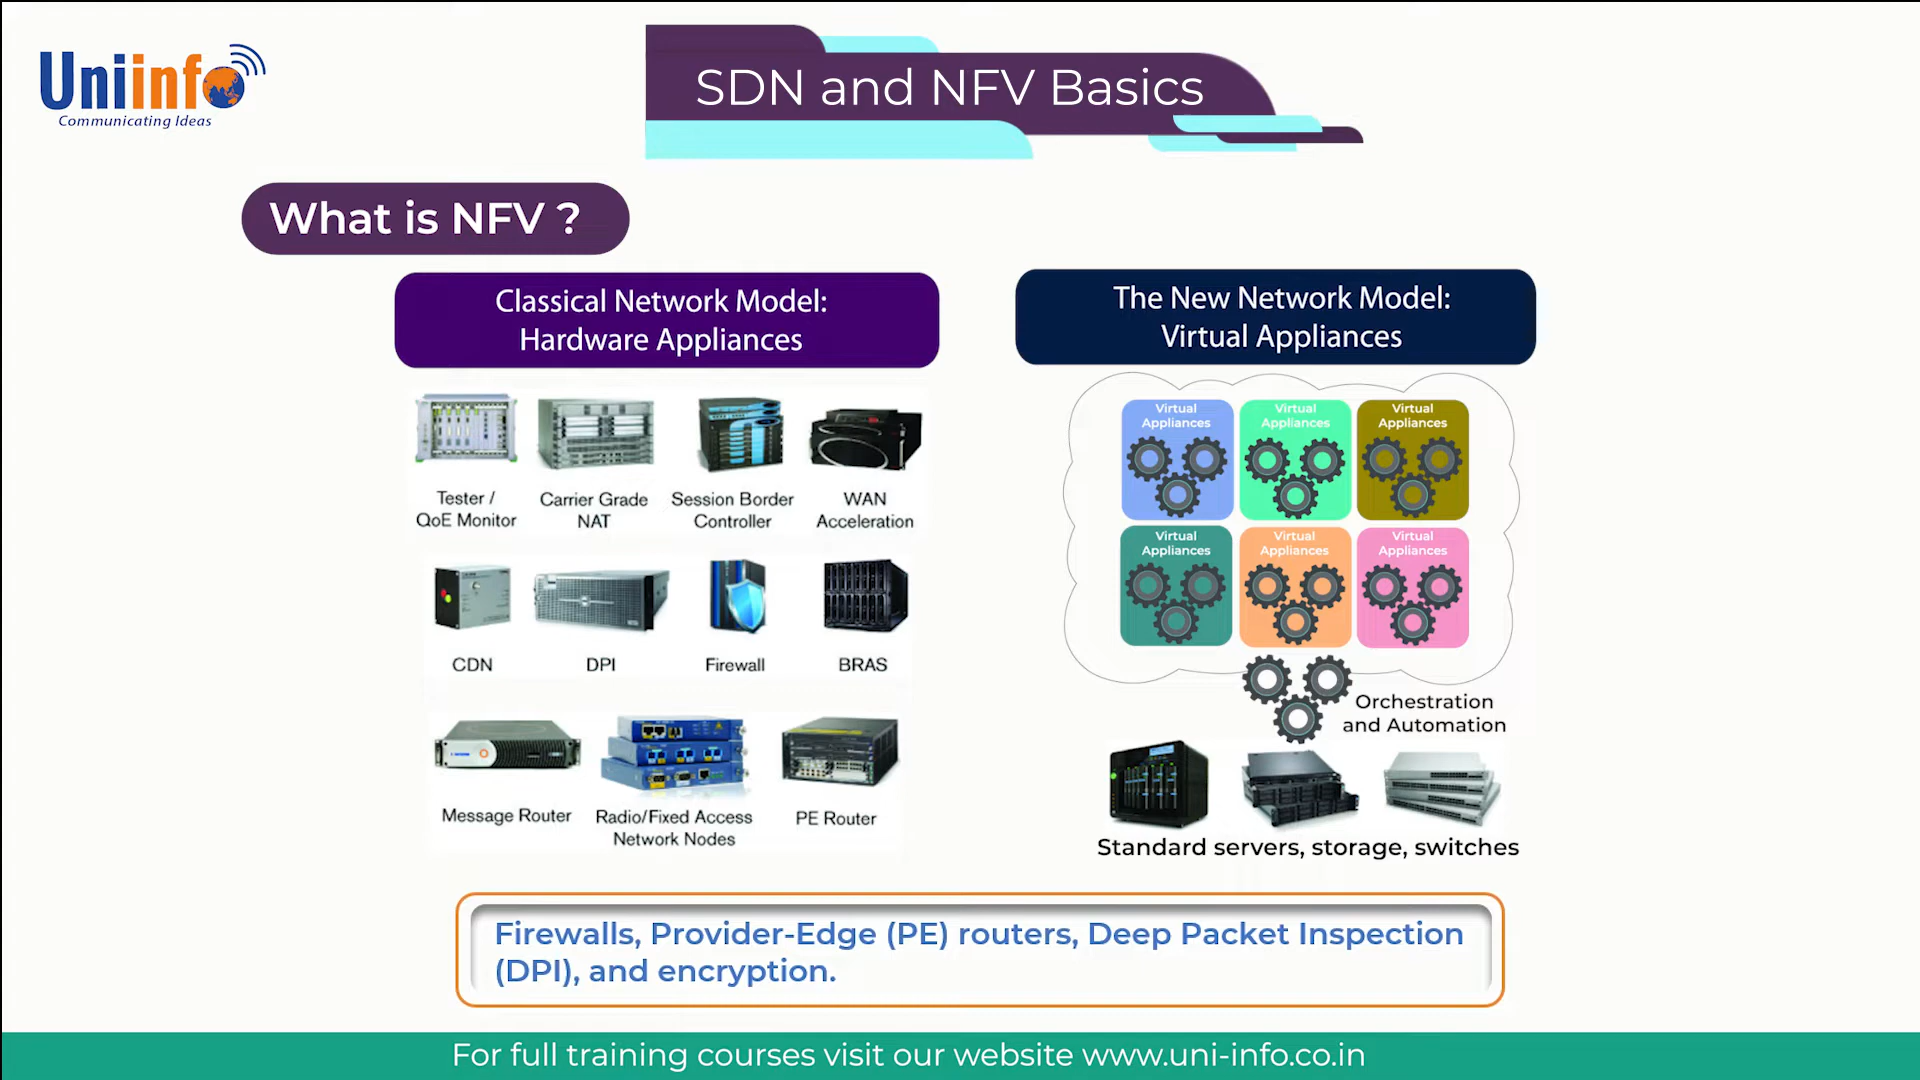 Uniinfo
Communicating Ideas
SDN and NFV Basics
What is NFV ?
Classical Network Model:
Hardware Appliances
Tester /
QoE Monitor
Carrier Grade
NAT
Session Border
Controller
WAN
Acceleration
CDN
DPI
Firewall
BRAS
Message Router
Radio/Fixed Access
Network Nodes
PE Router
The New Network Model:
Virtual Appliances
Virtual
Appliances
Virtual
Appliances
Virtual
Appliances
Virtual
Appliances
Virtual
Appliances
Virtual
Appliances
Orchestration
and Automation
Standard servers, storage, switches
Firewalls, Provider-Edge (PE) routers, Deep Packet Inspection
(DPI), and encryption.
For full training courses visit our website www.uni-info.co.in